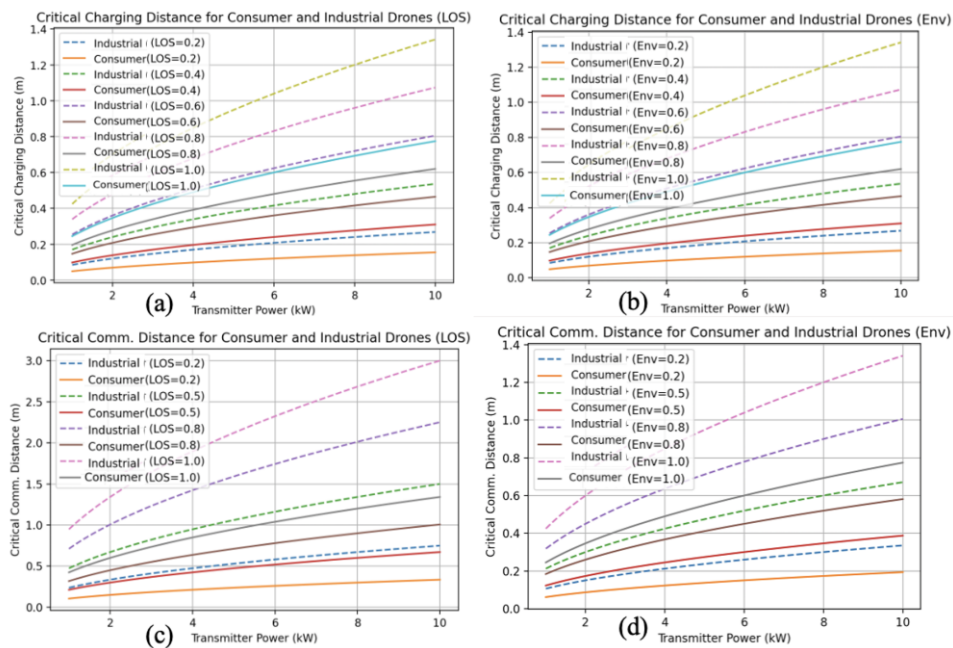 Critical Charging Distance for Consumer and Industrial Drones (LOS)
Critical Charging Distance (m)
1.4
1.2
1.0
0.8
0.6
0.4
0.2
0.0
Industrial (LOS=0.2)
Consumer(LOS=0.2)
Industrial (LOS=0.4)
Consumer(LOS=0.4)
Industrial (LOS=0.6)
Consumer(LOS=0.6)
Industrial (LOS=0.8)
Consumer(LOS=0.8)
Industrial (LOS=1.0)
Consumer(LOS=1.0)
2 4 6 8 10
Transmitter Power (kW)
(a)
Critical Charging Distance for Consumer and Industrial Drones (Env)
Critical Charging Distance (m)
1.4
1.2
1.0
0.8
0.6
0.4
0.2
0.0
Industrial (Env=0.2)
Consumer(Env=0.2)
Industrial (Env=0.4)
Consumer(Env=0.4)
Industrial (Env=0.6)
Consumer(Env=0.6)
Industrial (Env=0.8)
Consumer(Env=0.8)
Industrial (Env=1.0)
Consumer(Env=1.0)
2 4 6 8 10
Transmitter Power (kW)
(b)
Critical Comm. Distance for Consumer and Industrial Drones (LOS)
Critical Comm. Distance (m)
3.0
2.5
2.0
1.5
1.0
0.5
0.0
Industrial (LOS=0.2)
Consumer(LOS=0.2)
Industrial (LOS=0.5)
Consumer(LOS=0.5)
Industrial (LOS=0.8)
Consumer(LOS=0.8)
Industrial (LOS=1.0)
Consumer(LOS=1.0)
2 4 6 8 10
Transmitter Power (kW)
(c)
Critical Comm. Distance for Consumer and Industrial Drones (Env)
Critical Comm. Distance (m)
1.4
1.2
1.0
0.8
0.6
0.4
0.2
0.0
Industrial (Env=0.2)
Consumer (Env=0.2)
Industrial (Env=0.5)
Consumer (Env=0.5)
Industrial (Env=0.8)
Consumer (Env=0.8)
Industrial (Env=1.0)
Consumer (Env=1.0)
2 4 6 8 10
Transmitter Power (kW)
(d)